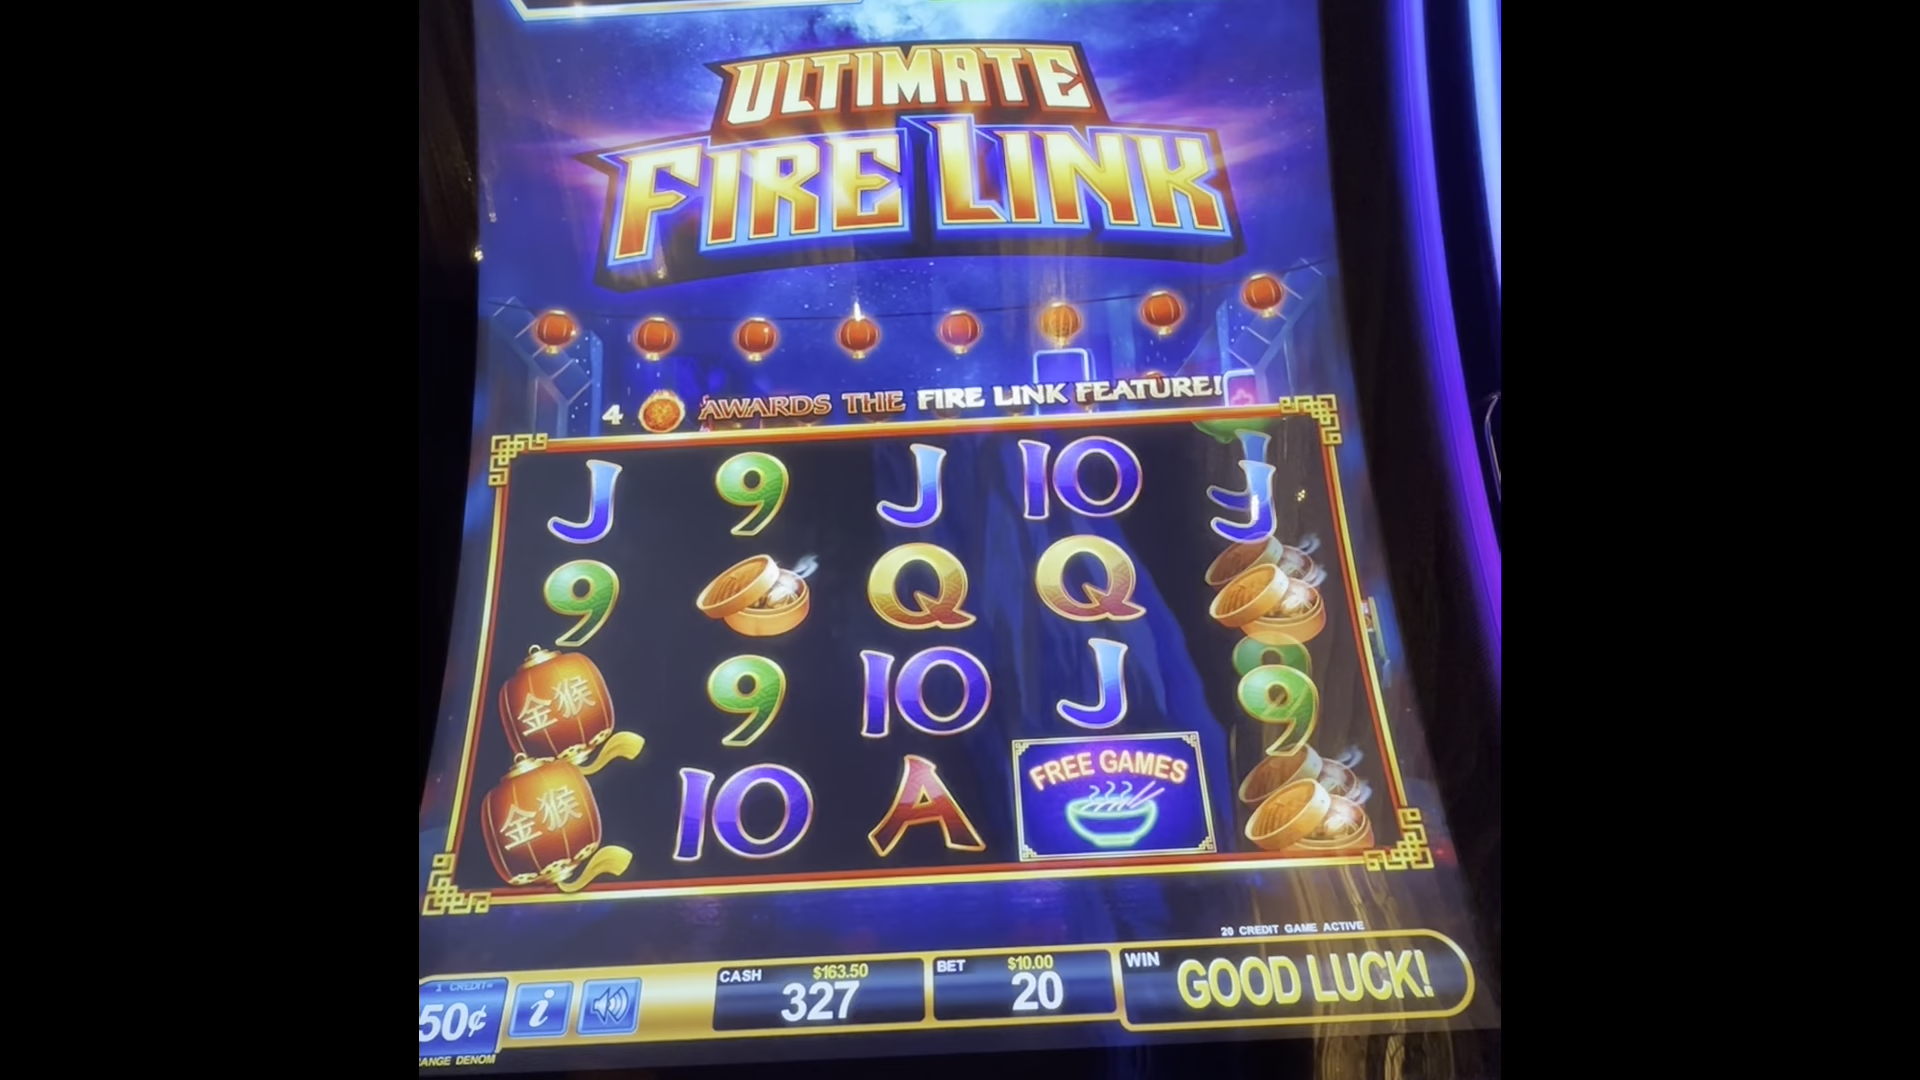 ULTIMATE
FIRE LINK
4 AWARDS THE FIRE LINK FEATURE!
J 9 J 10 J
9 Q Q
金猴 9 10 J 9
金猴 10 A FREE GAMES
20 CREDIT GAME ACTIVE
1 CREDIT=
50¢
CHANGE DENOM
i
CASH $163.50
327
BET $10.00
20
WIN GOOD LUCK!